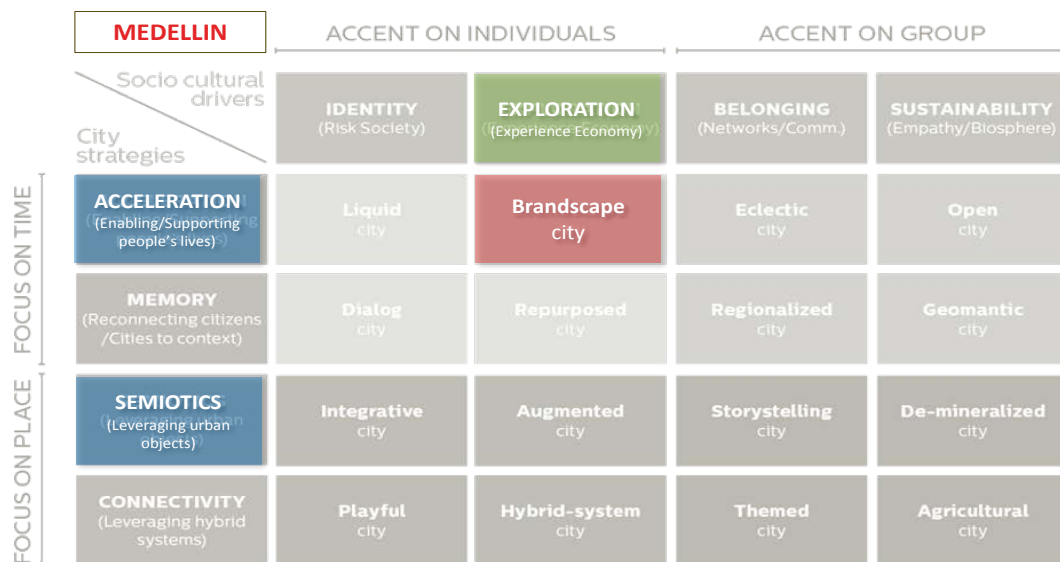 MEDELLIN
ACCENT ON INDIVIDUALS
ACCENT ON GROUP
Socio cultural
drivers
City
strategies
IDENTITY
(Risk Society)
EXPLORATION
(Experience Economy)
BELONGING
(Networks/Comm.)
SUSTAINABILITY
(Empathy/Biosphere)
FOCUS ON TIME
ACCELERATION
(Enabling/Supporting
people's lives)
Liquid
city
Brandscape
city
Eclectic
city
Open
city
MEMORY
(Reconnecting citizens
/Cities to context)
Dialog
city
Repurposed
city
Regionalized
city
Geomantic
city
FOCUS ON PLACE
SEMIOTICS
(Leveraging urban
objects)
Integrative
city
Augmented
city
Storystelling
city
De-mineralized
city
CONNECTIVITY
(Leveraging hybrid
systems)
Playful
city
Hybrid-system
city
Themed
city
Agricultural
city